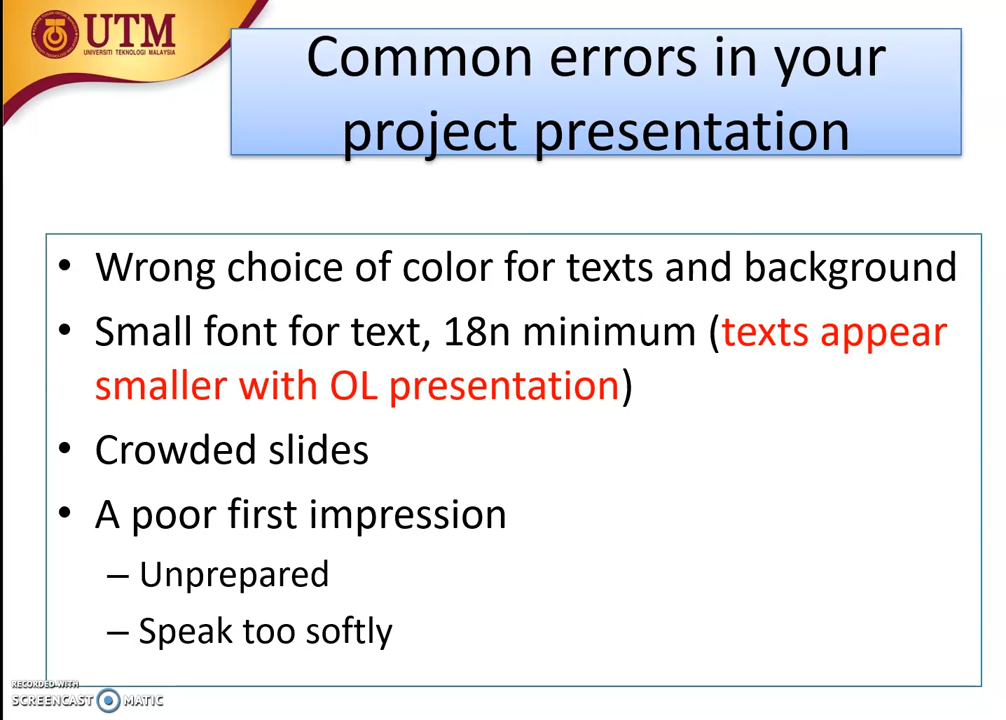 UTM
UNIVERSITI TEKNOLOGI MALAYSIA
Common errors in your
project presentation
• Wrong choice of color for texts and background
• Small font for text, 18n minimum (texts appear
smaller with OL presentation)
• Crowded slides
• A poor first impression
– Unprepared
– Speak too softly
RECORDED WITH
SCREENCAST MATIC